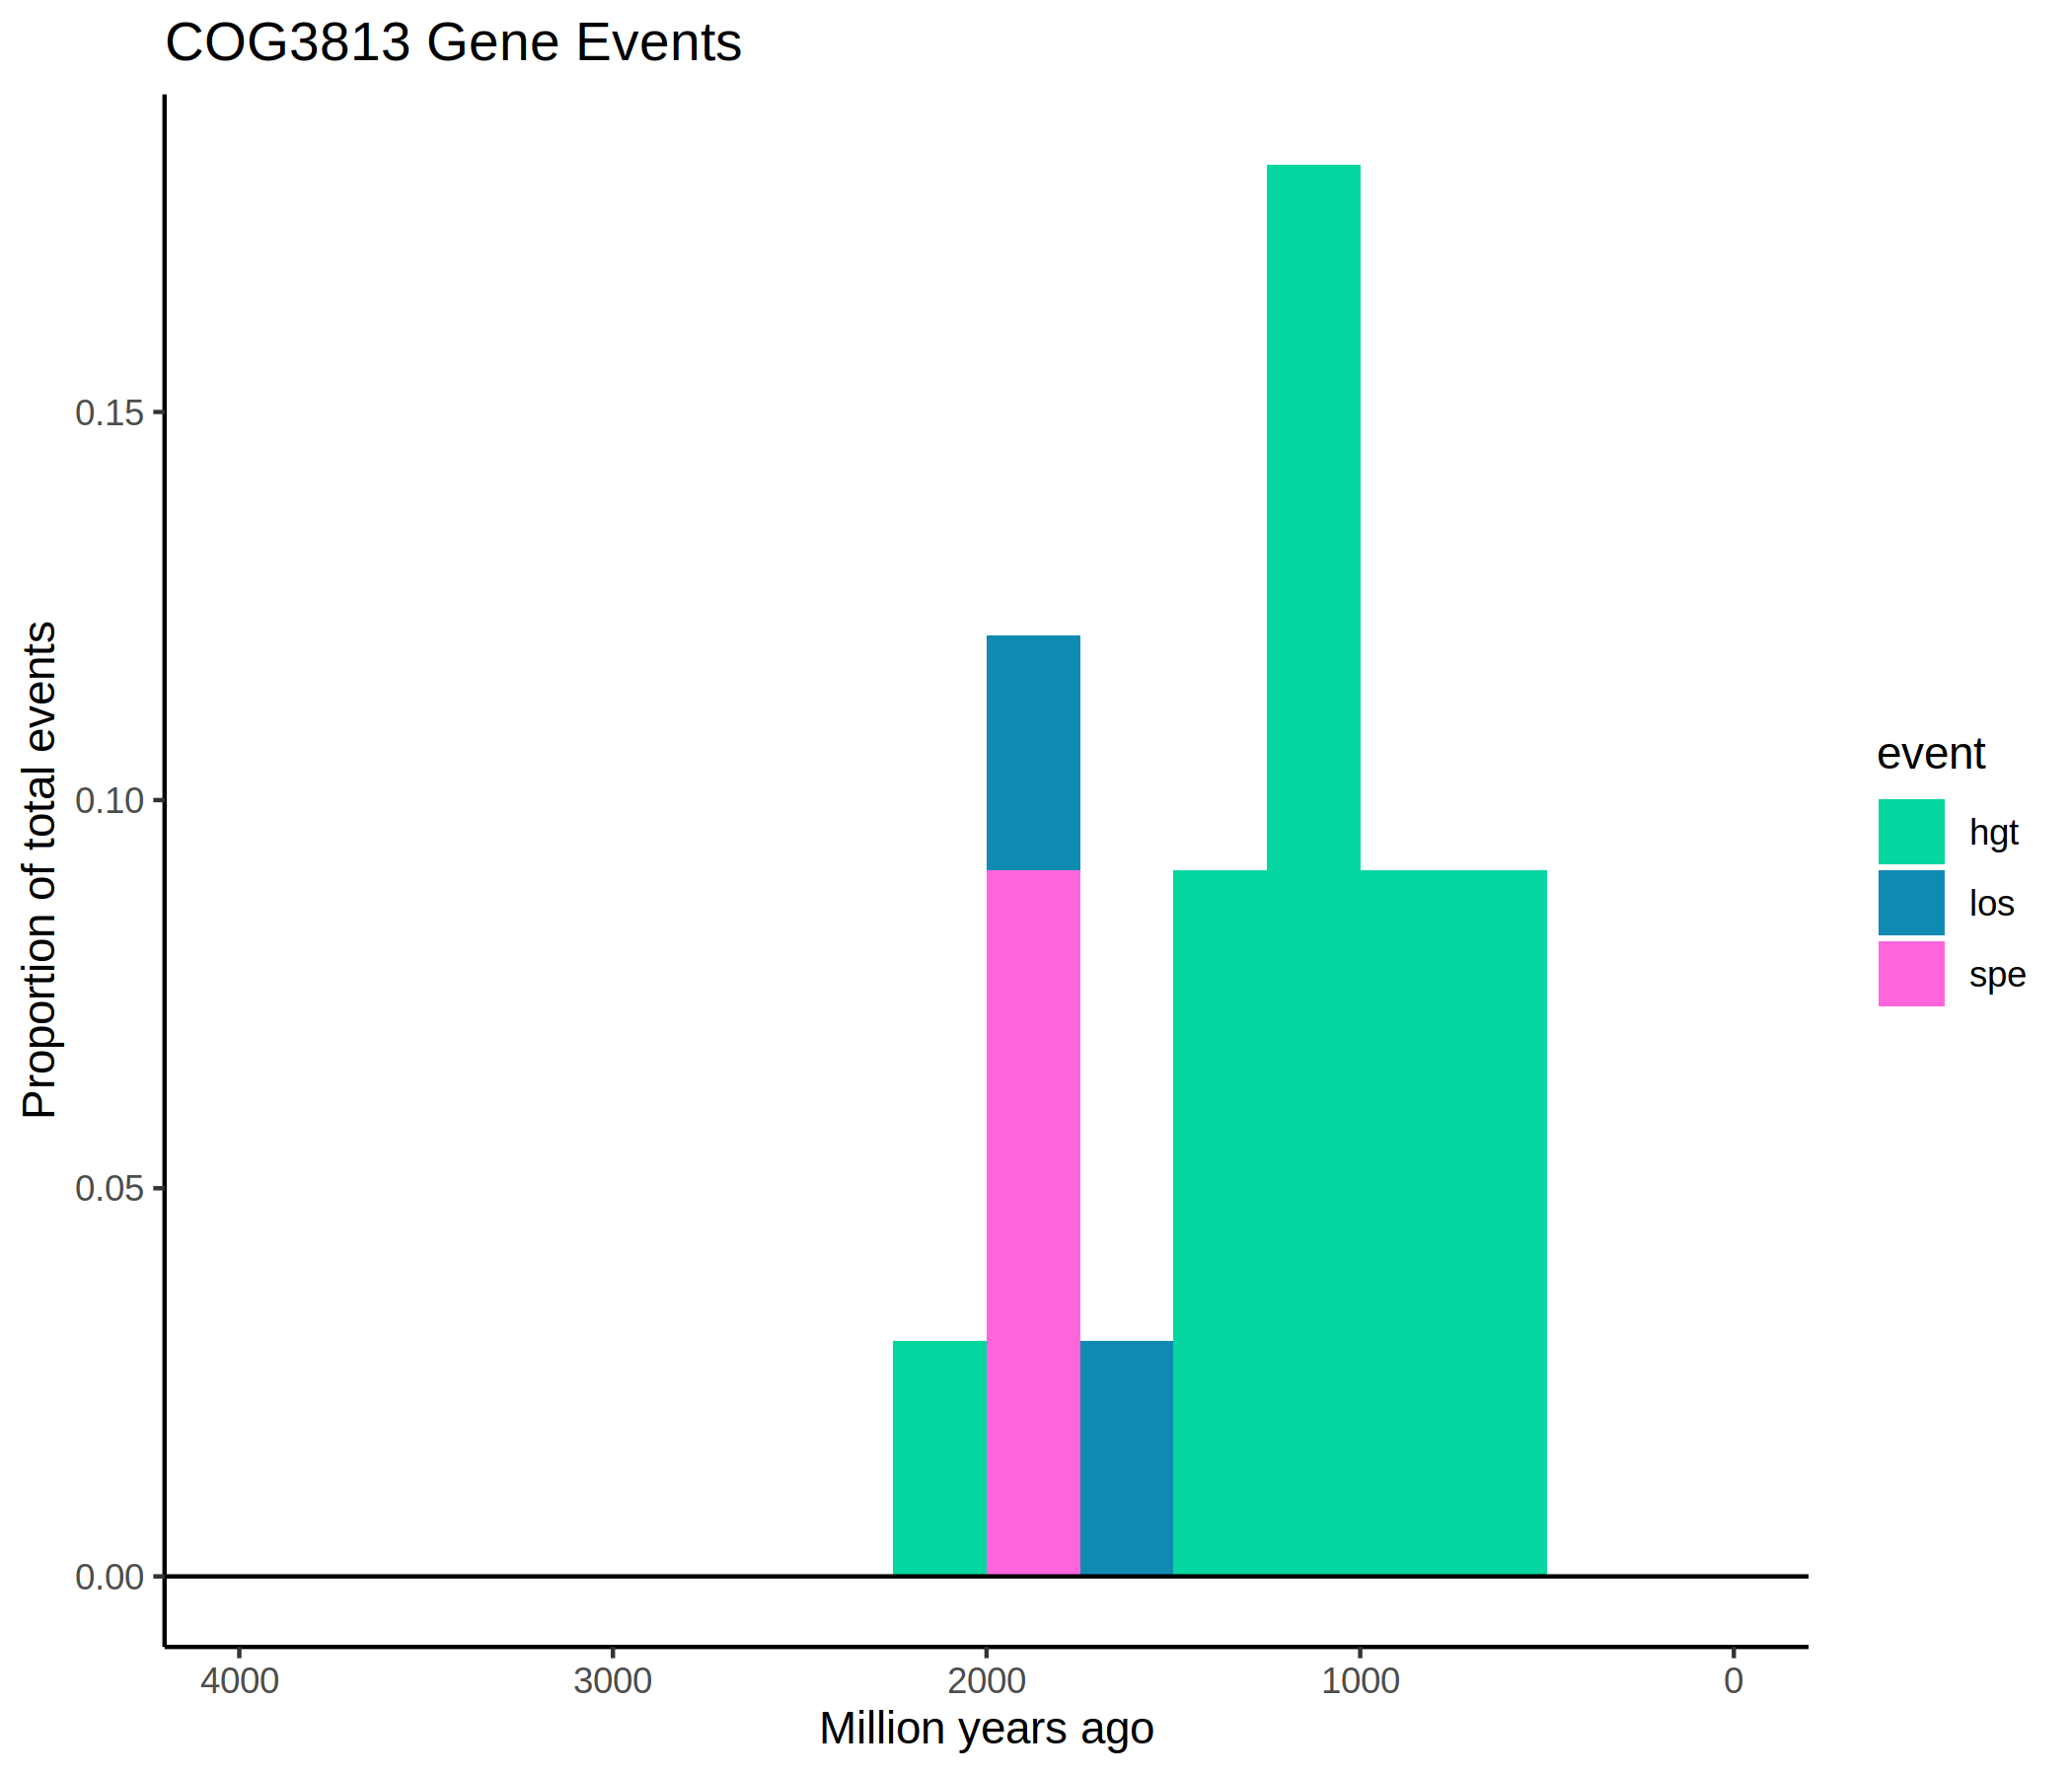 COG3813 Gene Events
Proportion of total events
0.15
0.10
0.05
0.00
4000 3000 2000 1000 0
Million years ago
event
hgt
los
spe